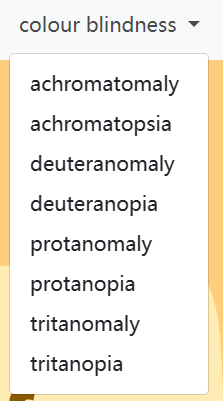 colour blindness
achromatomaly
achromatopsia
deuteranomaly
deuteranopia
protanomaly
protanopia
tritanomaly
tritanopia